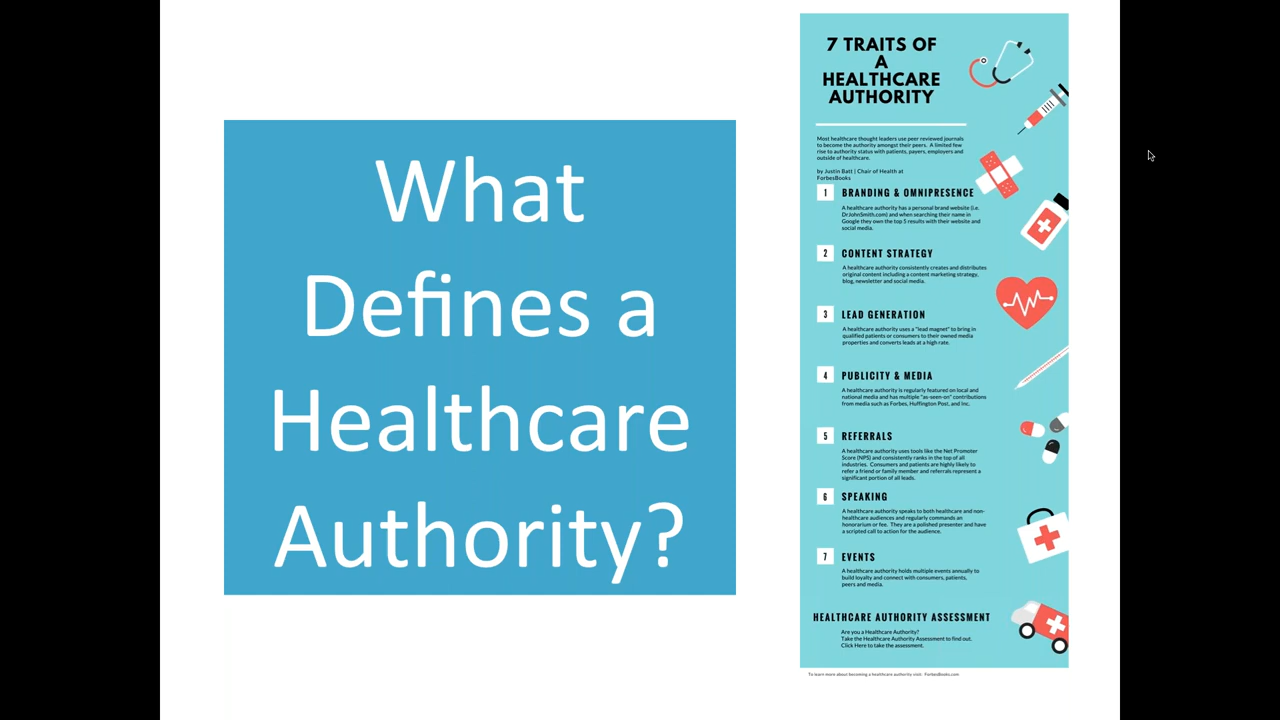 What
Defines a
Healthcare
Authority?
7 TRAITS OF
A
HEALTHCARE
AUTHORITY
Most healthcare thought leaders use peer reviewed journals
to become the authority amongst their peers. A limited few
rise to authority status with patients, payers, employers and
outside of healthcare.
by Justin Batt | Chair of Health at
ForbesBooks
1 BRANDING & OMNIPRESENCE
A healthcare authority has a personal brand website (i.e.
DrJohnSmith.com) and when searching their name in
Google they own the top 5 results with their website and
social media.
2 CONTENT STRATEGY
A healthcare authority consistently creates and distributes
original content including a content marketing strategy,
blog, newsletter and social media.
3 LEAD GENERATION
A healthcare authority uses a "lead magnet" to bring in
qualified patients or consumers to their owned media
properties and converts leads at a high rate.
4 PUBLICITY & MEDIA
A healthcare authority is regularly featured on local and
national media and has multiple "as-seen-on" contributions
from media such as Forbes, Huffington Post, and Inc.
5 REFERRALS
A healthcare authority uses tools like the Net Promoter
Score (NPS) and consistently ranks in the top of all
industries. Consumers and patients are highly likely to
refer a friend or family member and referrals represent a
significant portion of all leads.
6 SPEAKING
A healthcare authority speaks to both healthcare and non-
healthcare audiences and regularly commands an
honorarium or fee. They are a polished presenter and have
a scripted call to action for the audience.
7 EVENTS
A healthcare authority holds multiple events annually to
build loyalty and connect with consumers, patients,
peers and media.
HEALTHCARE AUTHORITY ASSESSMENT
Are you a Healthcare Authority?
Take the Healthcare Authority Assessment to find out.
Click Here to take the assessment.
To learn more about becoming a healthcare authority visit: ForbesBooks.com